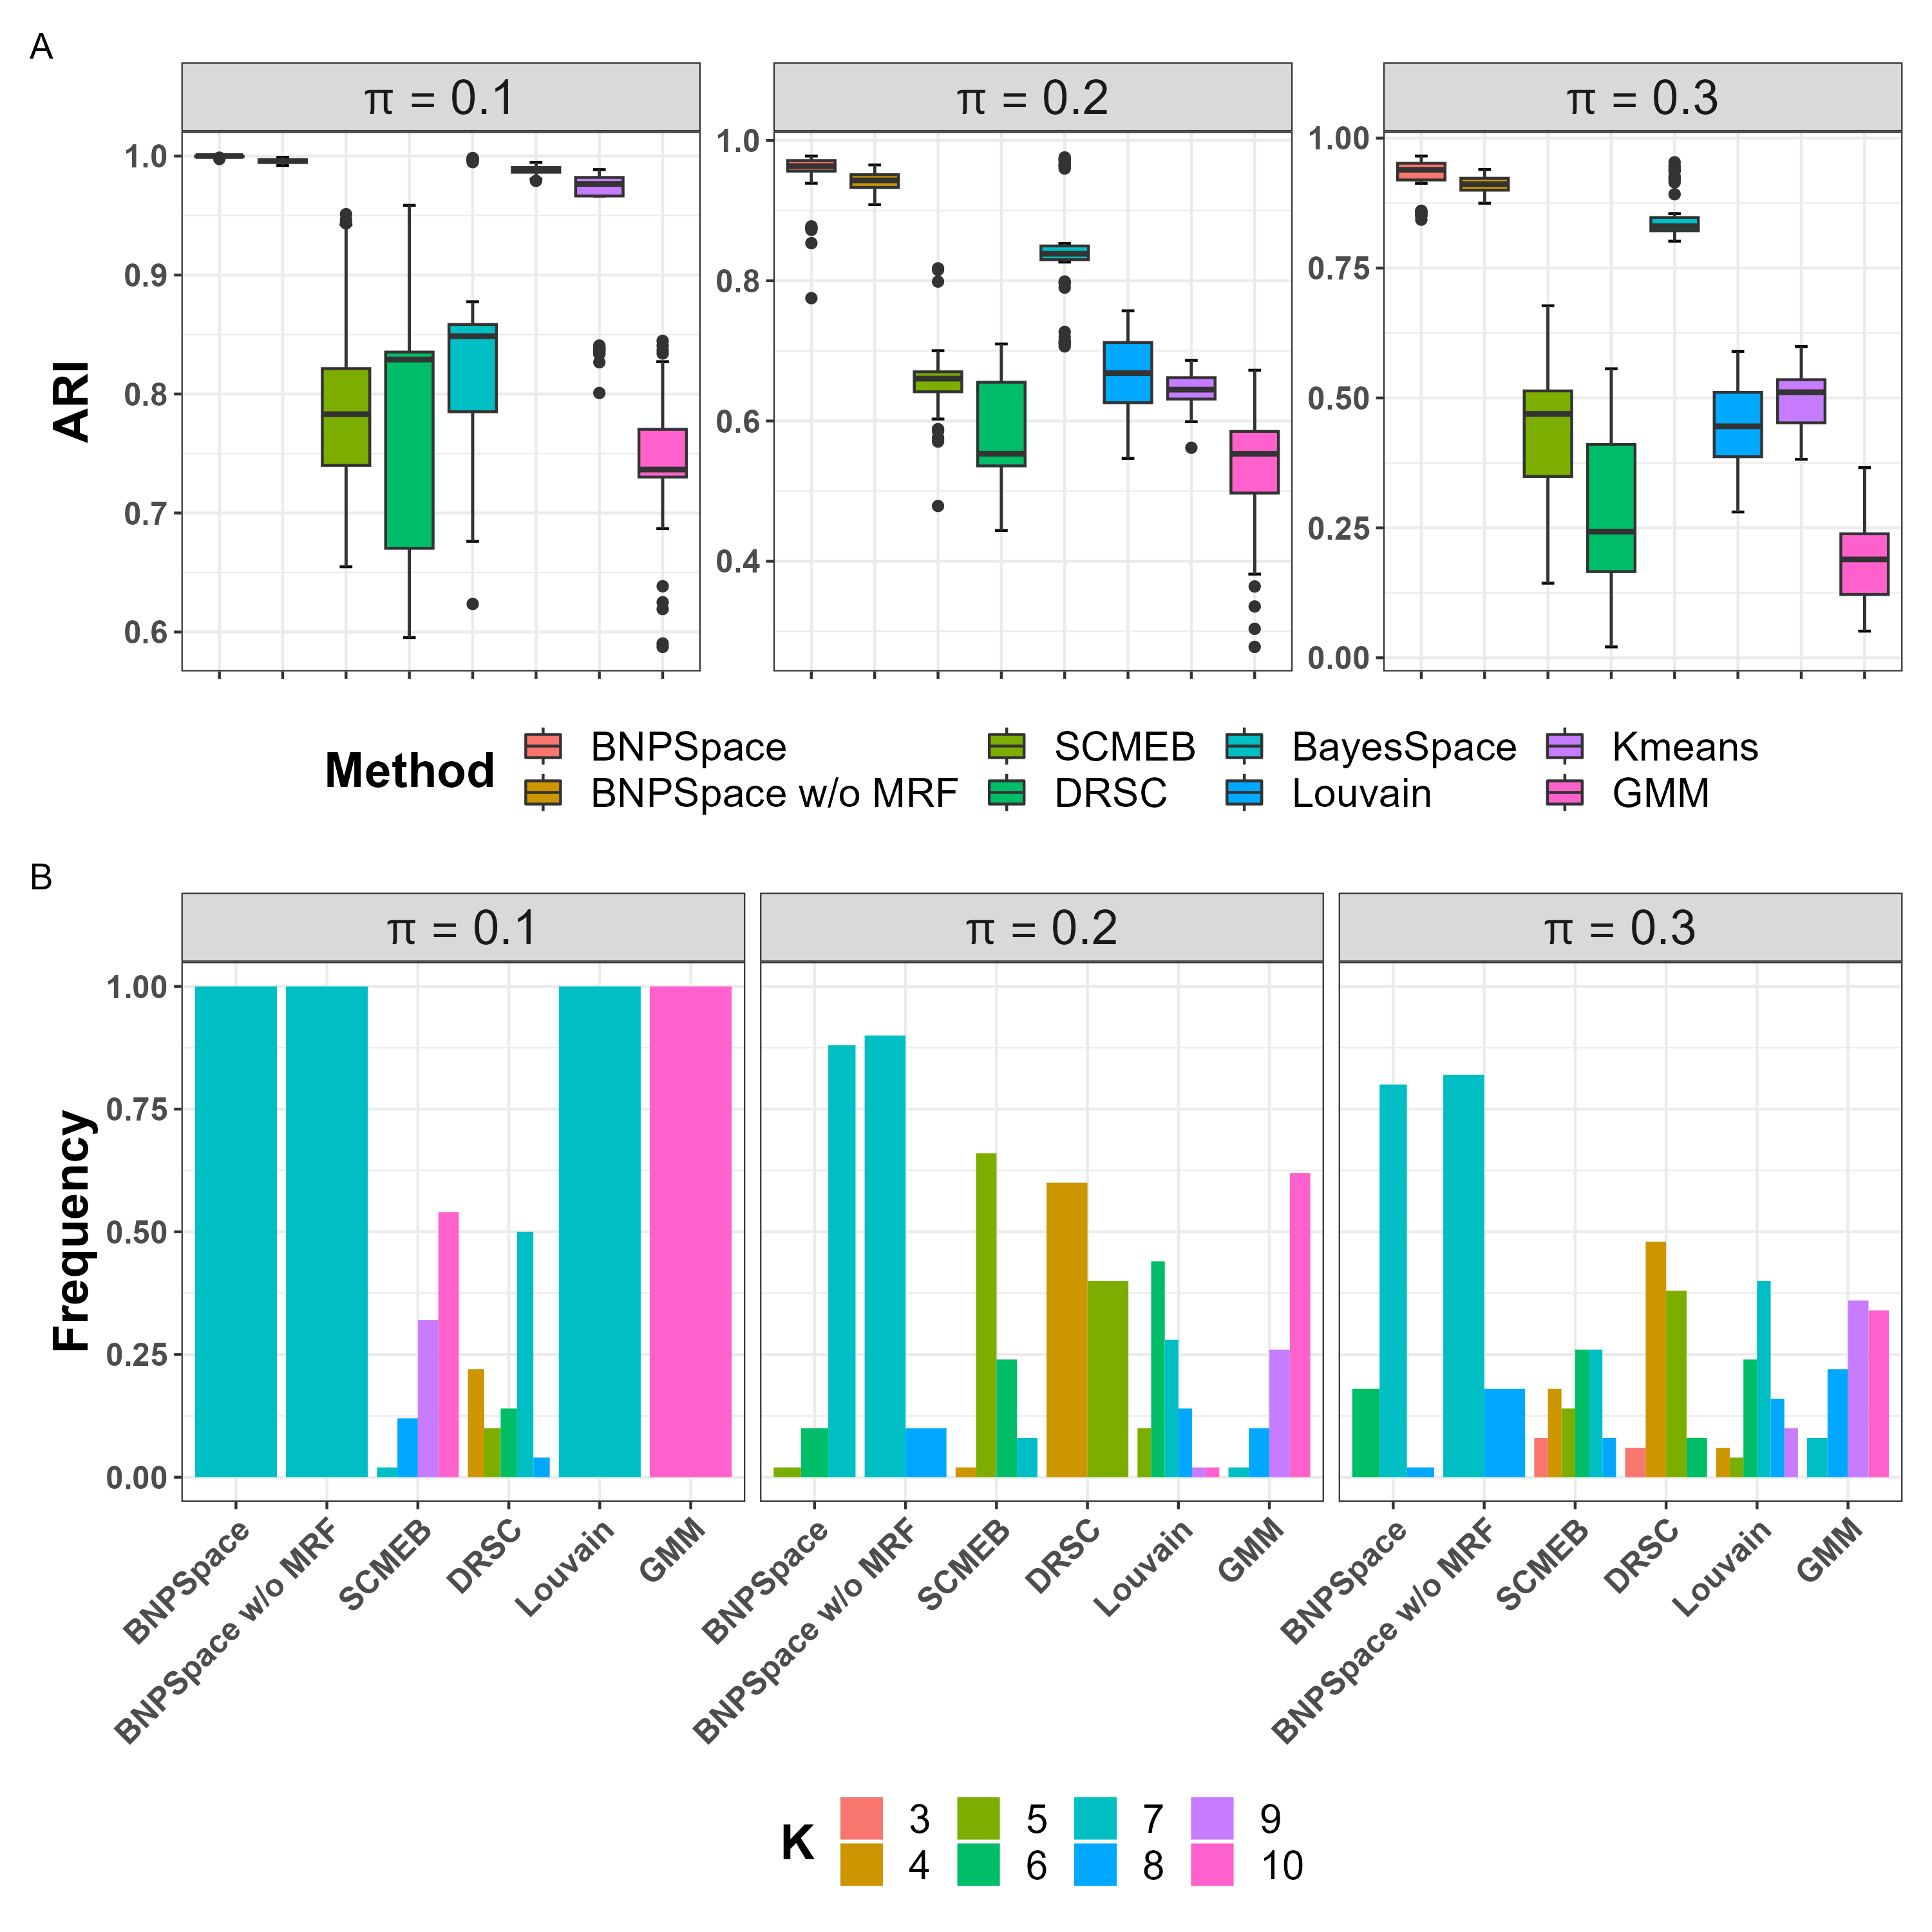 A
π = 0.1 π = 0.2 π = 0.3
ARI
1.0
0.9
0.8
0.7
0.6
1.0
0.8
0.6
0.4
1.00
0.75
0.50
0.25
0.00
Method
BNPSpace SCMEB BayesSpace Kmeans
BNPSpace w/o MRF DRSC Louvain GMM
B
π = 0.1 π = 0.2 π = 0.3
Frequency
1.00
0.75
0.50
0.25
0.00
BNPSpace
BNPSpace w/o MRF
SCMEB
DRSC
Louvain
GMM
BNPSpace
BNPSpace w/o MRF
SCMEB
DRSC
Louvain
GMM
BNPSpace
BNPSpace w/o MRF
SCMEB
DRSC
Louvain
GMM
K
3 5 7 9
4 6 8 10